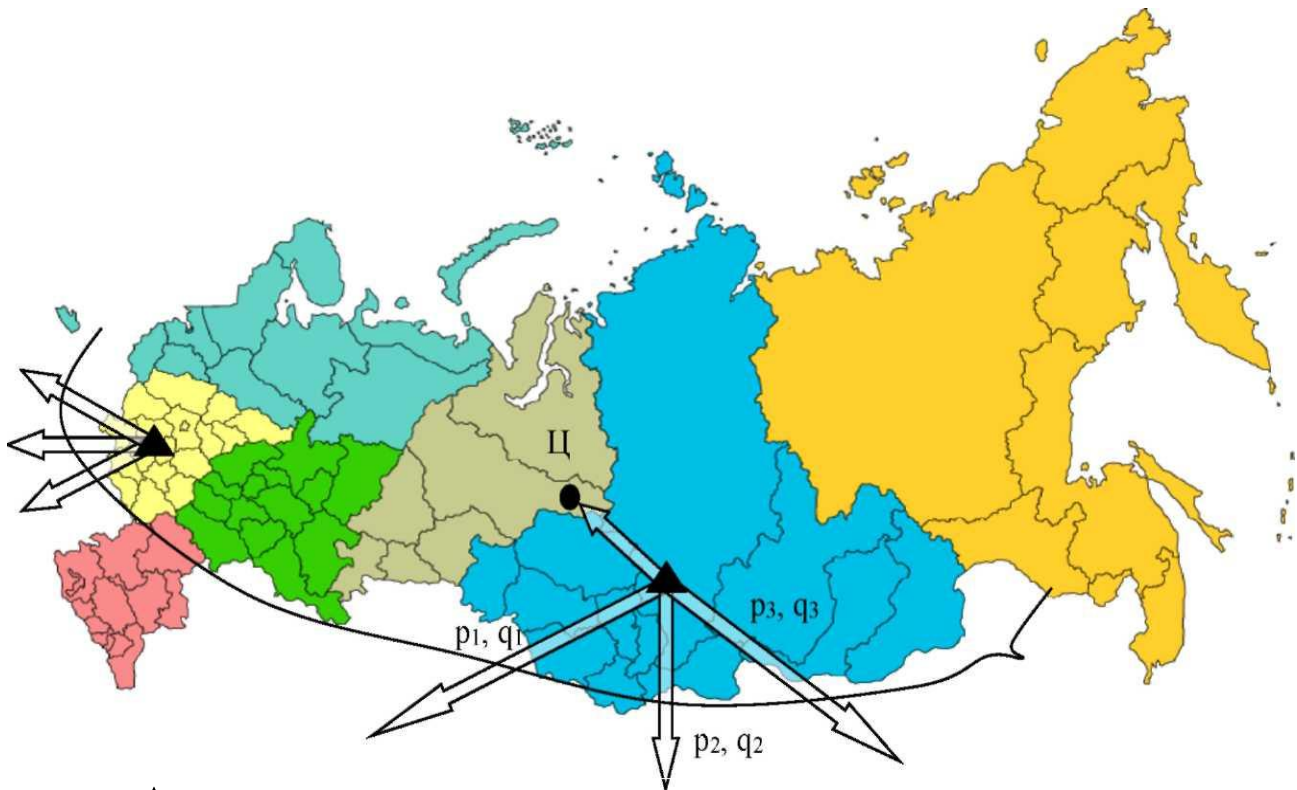 Ц
p₃, q₃
p₁, q₁
p₂, q₂